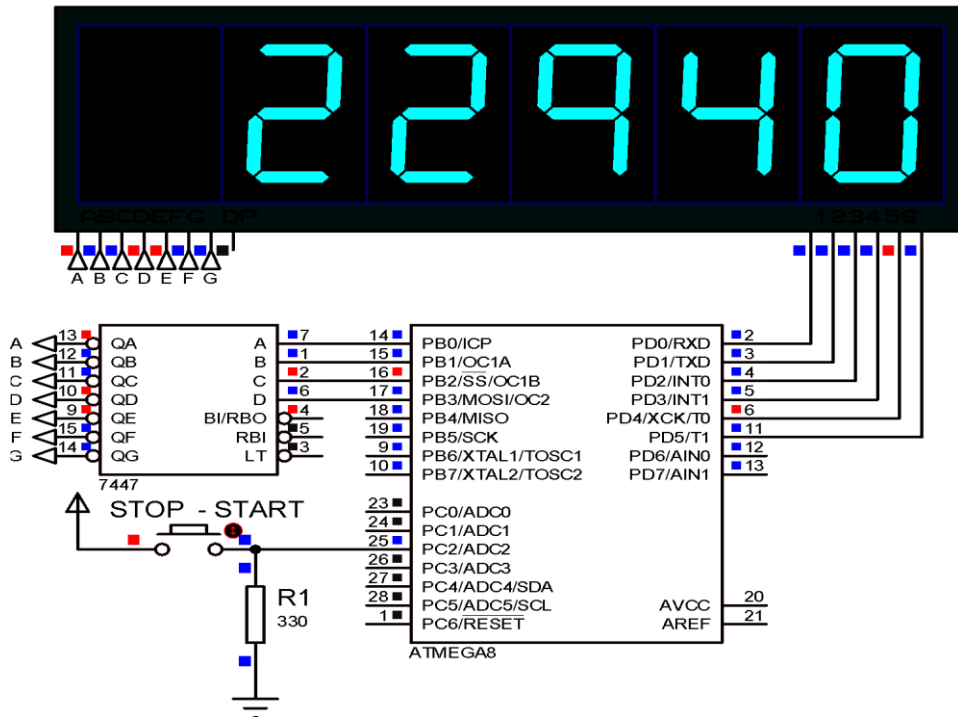 22940
ABCDEFG DP
123456
A B C D E F G
A 13 QA A 7 14 PB0/ICP PD0/RXD 2
B 12 QB B 1 15 PB1/OC1A PD1/TXD 3
C 11 QC C 2 16 PB2/SS/OC1B PD2/INT0 4
D 10 QD D 6 17 PB3/MOSI/OC2 PD3/INT1 5
E 9 QE BI/RBO 4 18 PB4/MISO PD4/XCK/T0 6
F 15 QF RBI 5 19 PB5/SCK PD5/T1 11
G 14 QG LT 3 9 PB6/XTAL1/TOSC1 PD6/AIN0 12
10 PB7/XTAL2/TOSC2 PD7/AIN1 13
7447
STOP - START
23 PC0/ADC0
24 PC1/ADC1
25 PC2/ADC2
26 PC3/ADC3
27 PC4/ADC4/SDA
28 PC5/ADC5/SCL AVCC 20
1 PC6/RESET AREF 21
R1
330
ATMEGA8